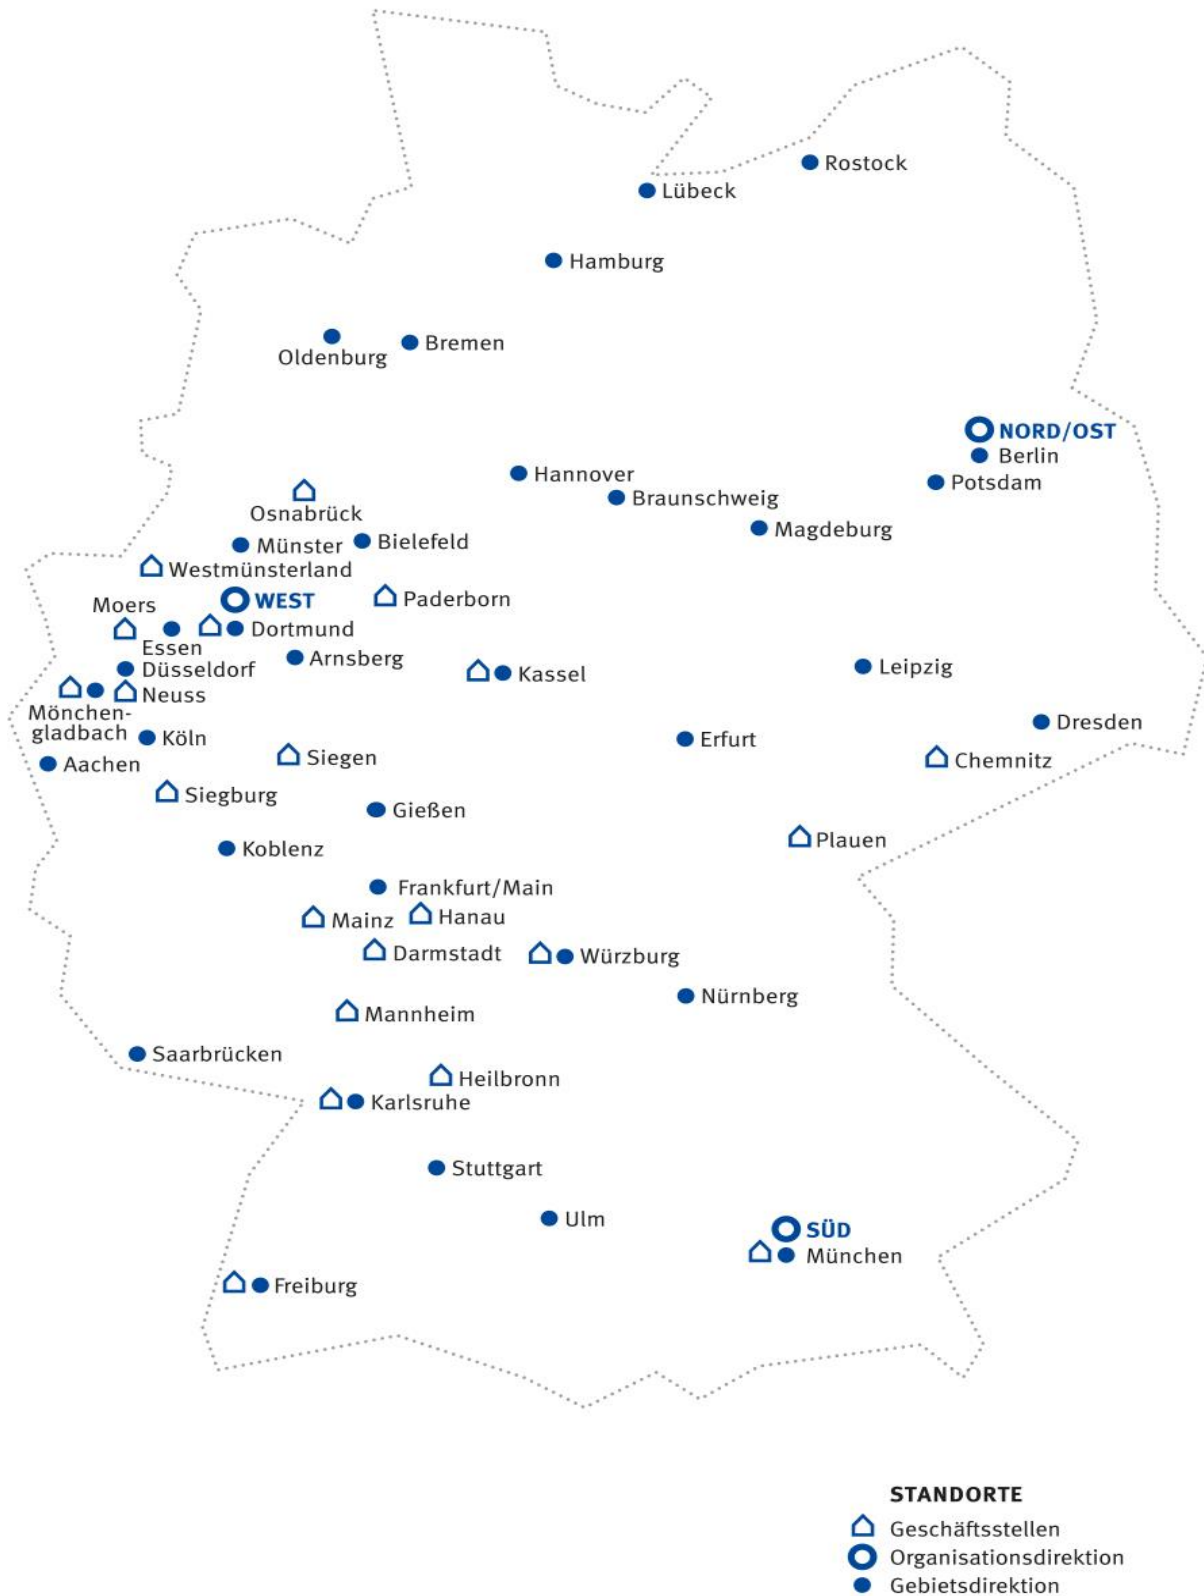 Rostock
Lübeck
Hamburg
Bremen
Oldenburg
NORD/OST
Berlin
Potsdam
Hannover
Braunschweig
Magdeburg
Osnabrück
Münster
Bielefeld
Westmünsterland
WEST
Paderborn
Moers
Dortmund
Essen
Arnsberg
Düsseldorf
Kassel
Leipzig
Neuss
Mönchen-
gladbach
Köln
Dresden
Erfurt
Siegen
Chemnitz
Aachen
Siegburg
Gießen
Plauen
Koblenz
Frankfurt/Main
Mainz
Hanau
Darmstadt
Würzburg
Nürnberg
Mannheim
Saarbrücken
Heilbronn
Karlsruhe
Stuttgart
Ulm
SÜD
München
Freiburg
STANDORTE
Geschäftsstellen
Organisationsdirektion
Gebietsdirektion